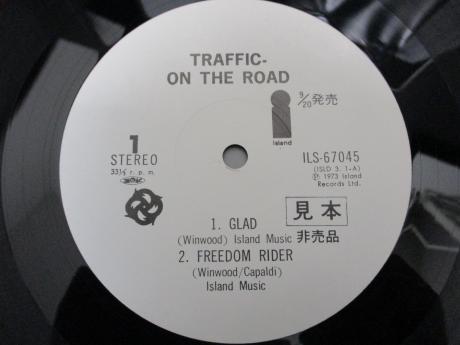 TRAFFIC-
ON THE ROAD
9/20発売
Island
1
STEREO
33⅓ r. p. m.
ILS-67045
(ISLD 3. 1-A)
Ⓟ 1973 Island
Records Ltd.
見本
非売品
1. GLAD
(Winwood) Island Music
2. FREEDOM RIDER
(Winwood/Capaldi)
Island Music